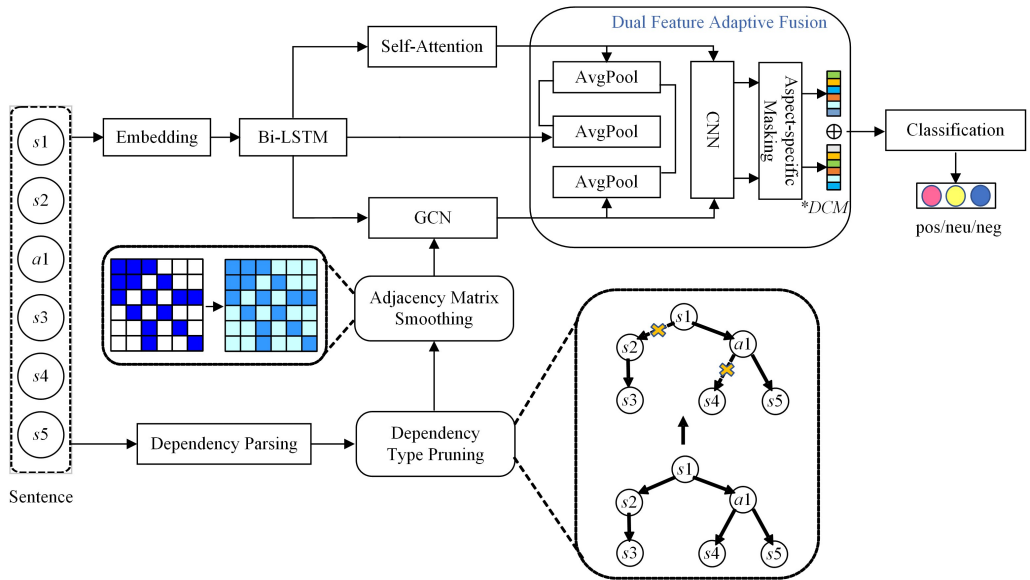 Dual Feature Adaptive Fusion
Self-Attention
AvgPool
AvgPool
AvgPool
CNN
Aspect-specific
Masking
*DCM
Classification
pos/neu/neg
Embedding
Bi-LSTM
GCN
s1
s2
a1
s3
s4
s5
Sentence
Adjacency Matrix
Smoothing
Dependency Parsing
Dependency
Type Pruning
s1
s2
a1
s3
s4
s5
s1
s2
a1
s3
s4
s5